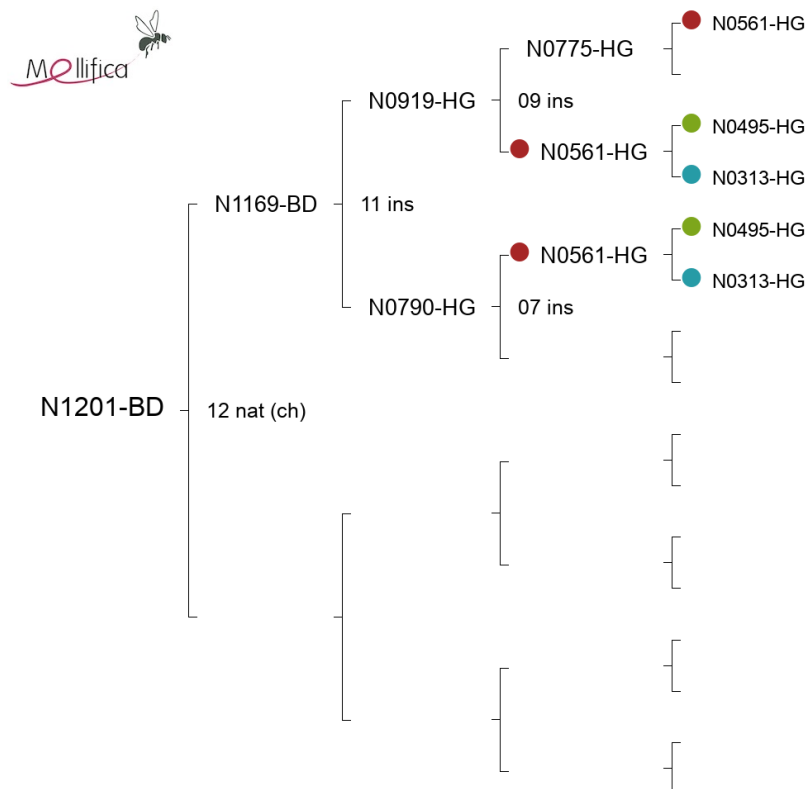 Mellifica
N0561-HG
N0775-HG
N0919-HG
09 ins
N0495-HG
N0561-HG
N0313-HG
N1169-BD
11 ins
N0495-HG
N0561-HG
N0313-HG
N0790-HG
07 ins
N1201-BD
12 nat (ch)